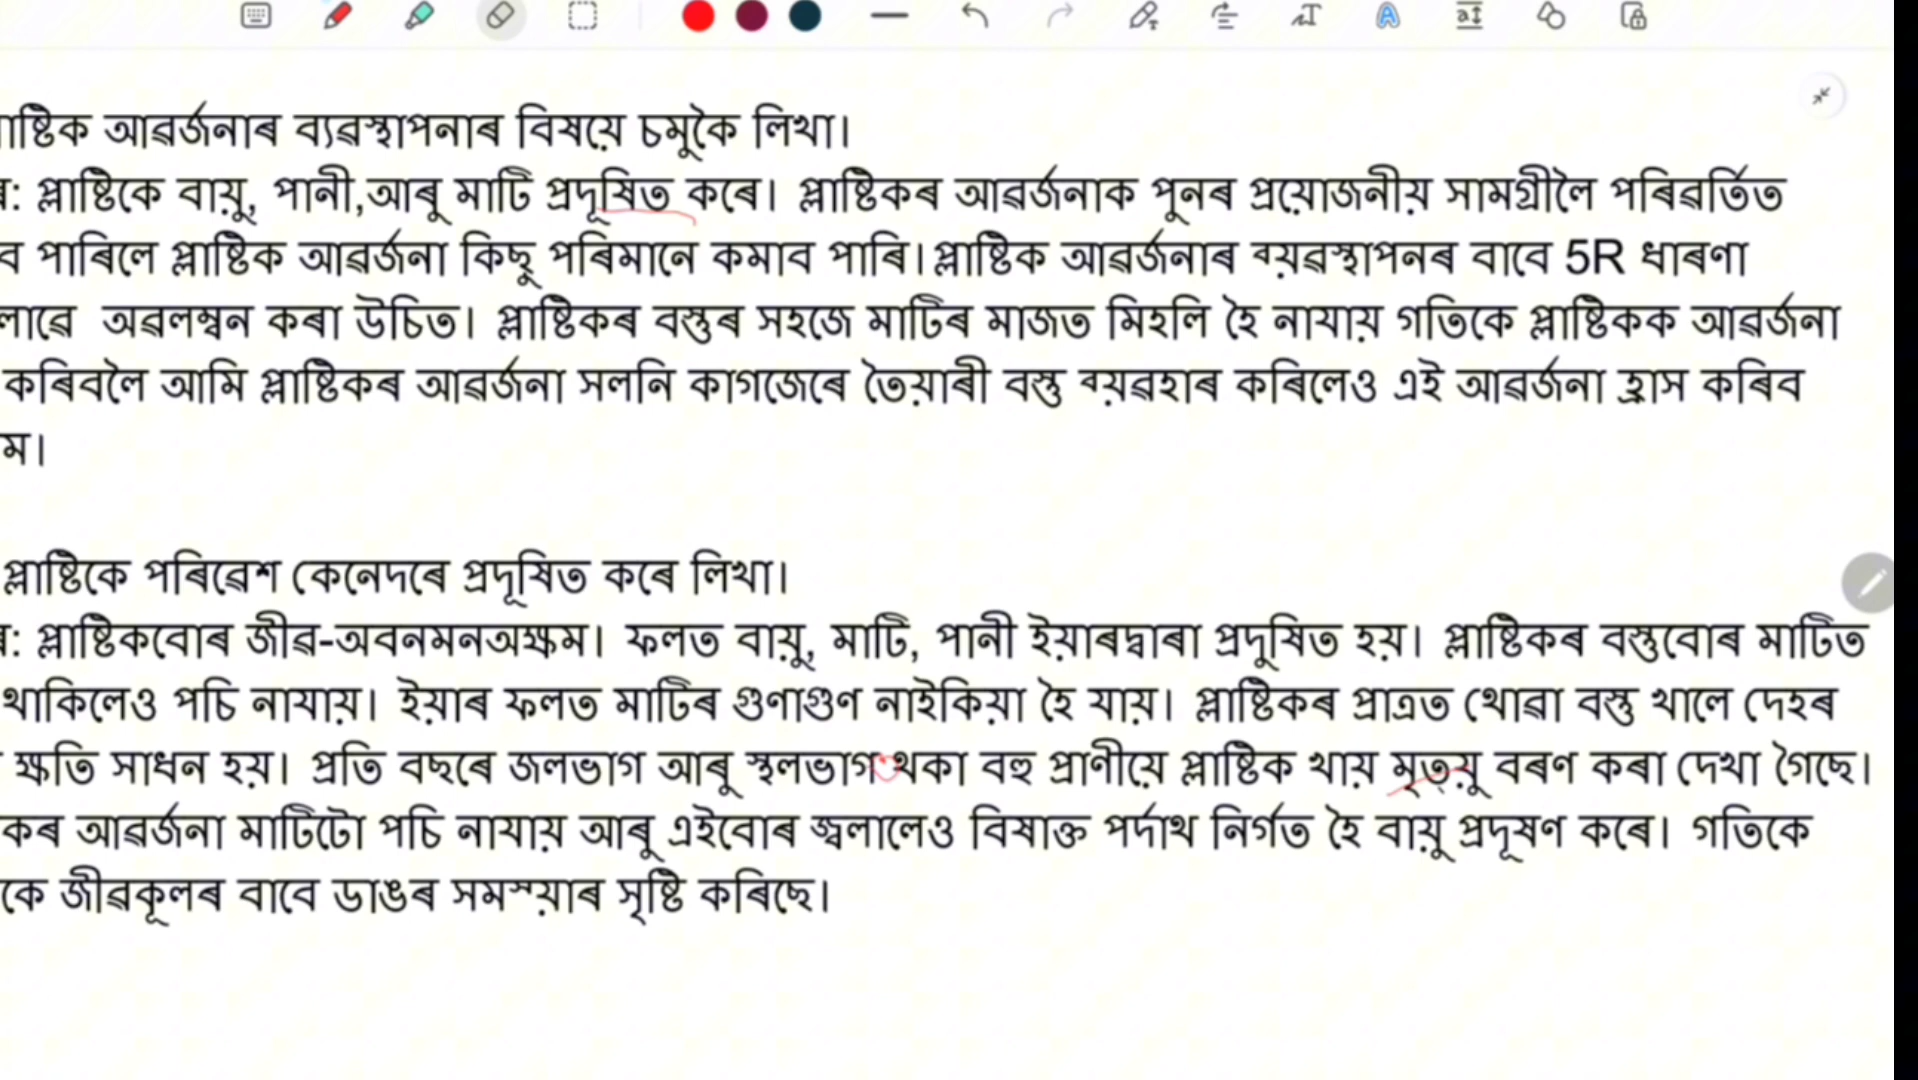 াষ্টিক আৱৰ্জনাৰ ব্যৱস্থাপনাৰ বিষয়ে চমুকৈ লিখা।
ৰ: প্লাষ্টিকে বায়ু, পানী,আৰু মাটি প্ৰদূষিত কৰে। প্লাষ্টিকৰ আৱৰ্জনাক পুনৰ প্ৰয়োজনীয় সামগ্ৰীলৈ পৰিৱৰ্তিত
ব পাৰিলে প্লাষ্টিক আৱৰ্জনা কিছু পৰিমানে কমাব পাৰি। প্লাষ্টিক আৱৰ্জনাৰ ব্য়ৱস্থাপনৰ বাবে 5R ধাৰণা
লাৱে অৱলম্বন কৰা উচিত। প্লাষ্টিকৰ বস্তুৰ সহজে মাটিৰ মাজত মিহলি হৈ নাযায় গতিকে প্লাষ্টিকক আৱৰ্জনা
কৰিবলৈ আমি প্লাষ্টিকৰ আৱৰ্জনা সলনি কাগজেৰে তৈয়াৰী বস্তু ব্য়ৱহাৰ কৰিলেও এই আৱৰ্জনা হ্ৰাস কৰিব
ম।
প্লাষ্টিকে পৰিৱেশ কেনেদৰে প্ৰদূষিত কৰে লিখা।
ৰ: প্লাষ্টিকবোৰ জীৱ-অবনমনঅক্ষম। ফলত বায়ু, মাটি, পানী ইয়াৰদ্বাৰা প্ৰদুষিত হয়। প্লাষ্টিকৰ বস্তুবোৰ মাটিত
থাকিলেও পচি নাযায়। ইয়াৰ ফলত মাটিৰ গুণাগুণ নাইকিয়া হৈ যায়। প্লাষ্টিকৰ প্ৰাত্ৰত থোৱা বস্তু খালে দেহৰ
ক্ষতি সাধন হয়। প্ৰতি বছৰে জলভাগ আৰু স্থলভাগ থকা বহু প্ৰাণীয়ে প্লাষ্টিক খায় মৃত্য়ু বৰণ কৰা দেখা গৈছে।
কৰ আৱৰ্জনা মাটিটো পচি নাযায় আৰু এইবোৰ জ্বলালেও বিষাক্ত পৰ্দাথ নিৰ্গত হৈ বায়ু প্ৰদূষণ কৰে। গতিকে
কে জীৱকূলৰ বাবে ডাঙৰ সমস্য়াৰ সৃষ্টি কৰিছে।